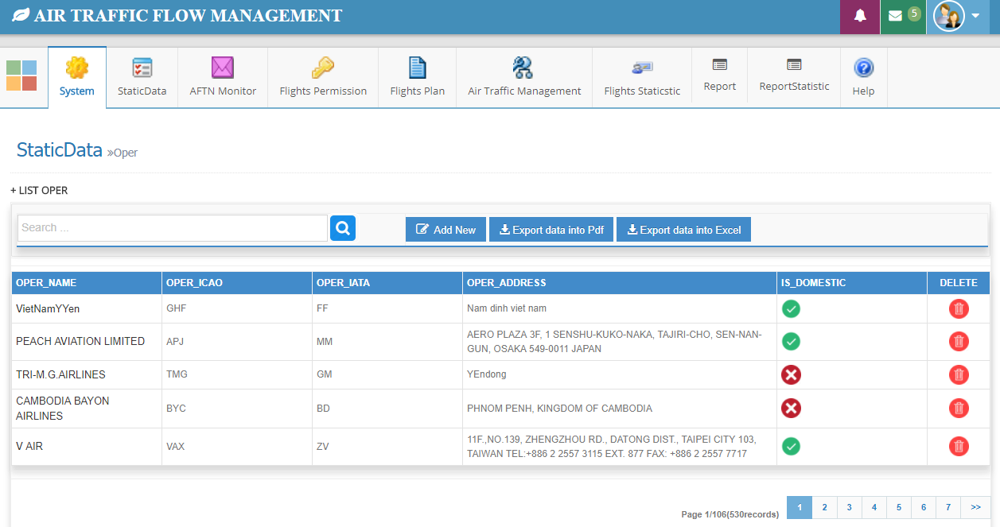 AIR TRAFFIC FLOW MANAGEMENT
5
System
StaticData
AFTN Monitor
Flights Permission
Flights Plan
Air Traffic Management
Flights Staticstic
Report
ReportStatistic
Help
StaticData »Oper
+ LIST OPER
Search ...
Add New
Export data into Pdf
Export data into Excel
OPER_NAME OPER_ICAO OPER_IATA OPER_ADDRESS IS_DOMESTIC DELETE
VietNamYYen GHF FF Nam dinh viet nam
PEACH AVIATION LIMITED APJ MM AERO PLAZA 3F, 1 SENSHU-KUKO-NAKA, TAJIRI-CHO, SEN-NAN-
GUN, OSAKA 549-0011 JAPAN
TRI-M.G.AIRLINES TMG GM YEndong
CAMBODIA BAYON
AIRLINES BYC BD PHNOM PENH, KINGDOM OF CAMBODIA
V AIR VAX ZV 11F.,NO.139, ZHENGZHOU RD., DATONG DIST., TAIPEI CITY 103,
TAIWAN TEL:+886 2 2557 3115 EXT. 877 FAX: +886 2 2557 7717
Page 1/106(530records) 1 2 3 4 5 6 7 >>